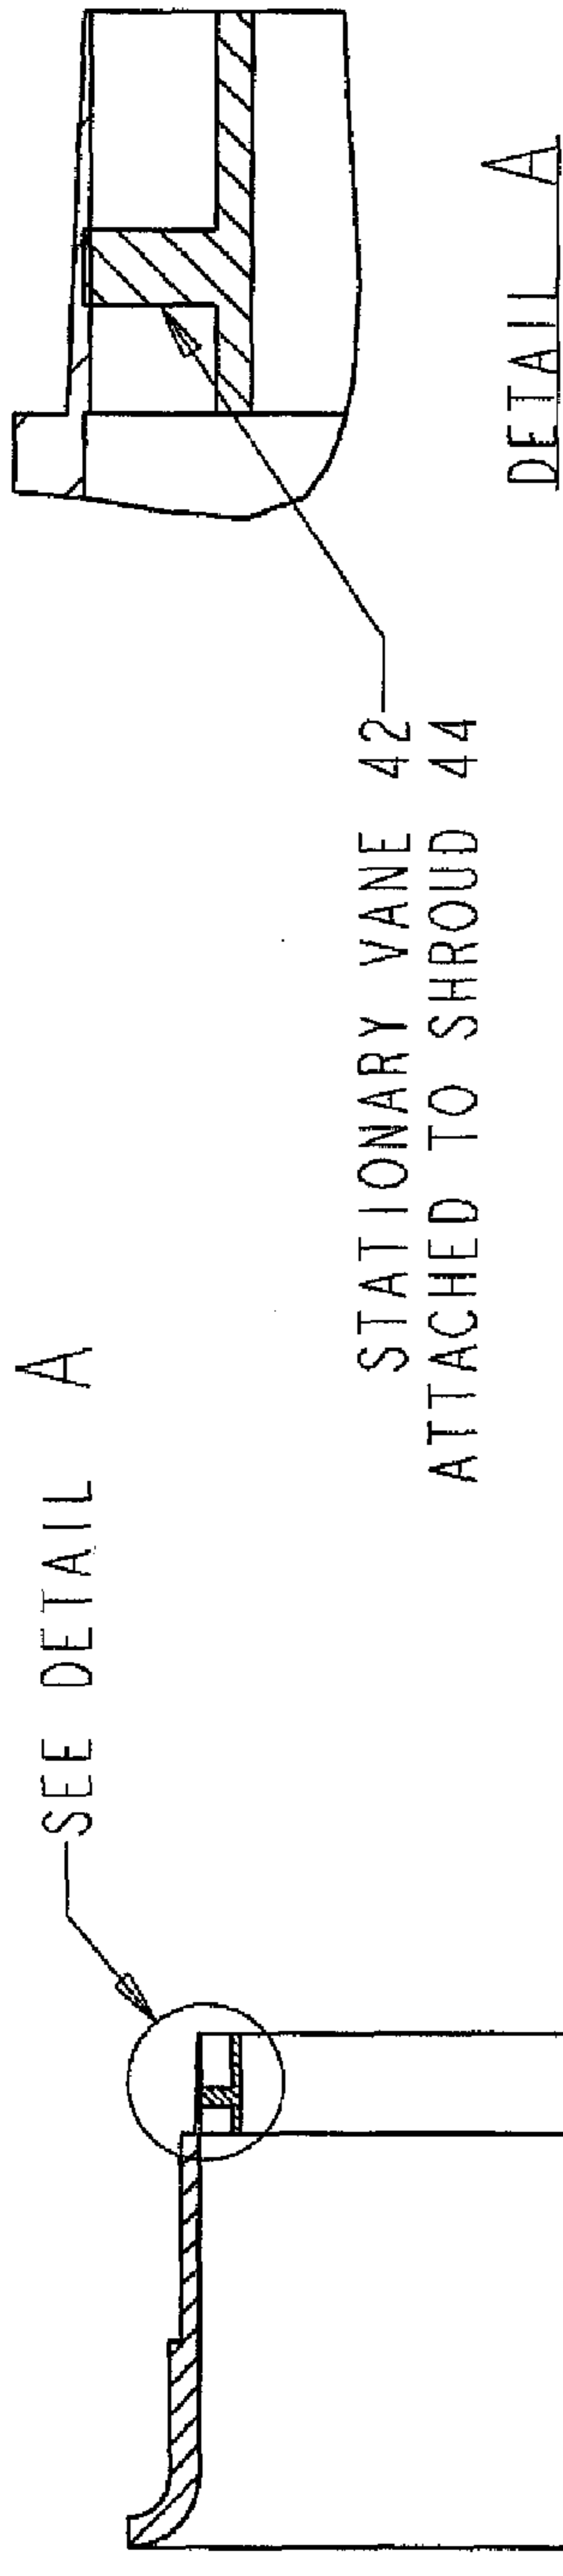 SEE DETAIL A
STATIONARY VANE 42
ATTACHED TO SHROUD 44
DETAIL A